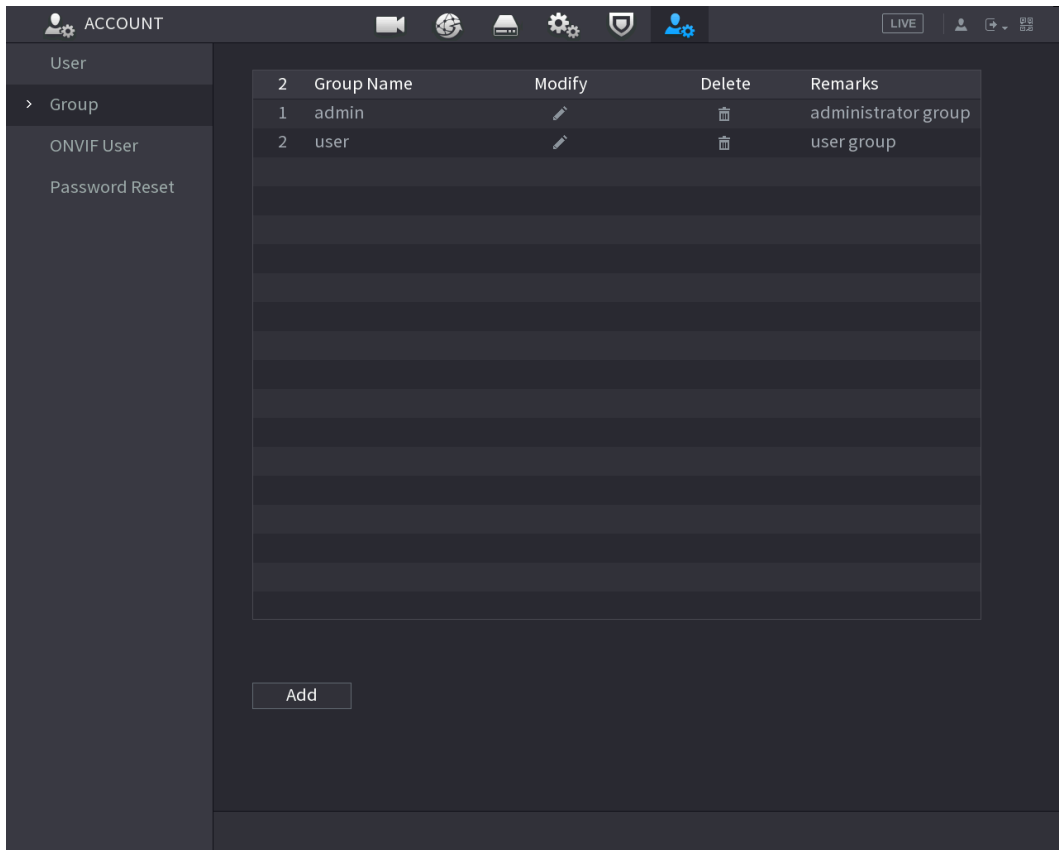 ACCOUNT LIVE
User
Group
ONVIF User
Password Reset
2 Group Name Modify Delete Remarks
1 admin administrator group
2 user user group
Add